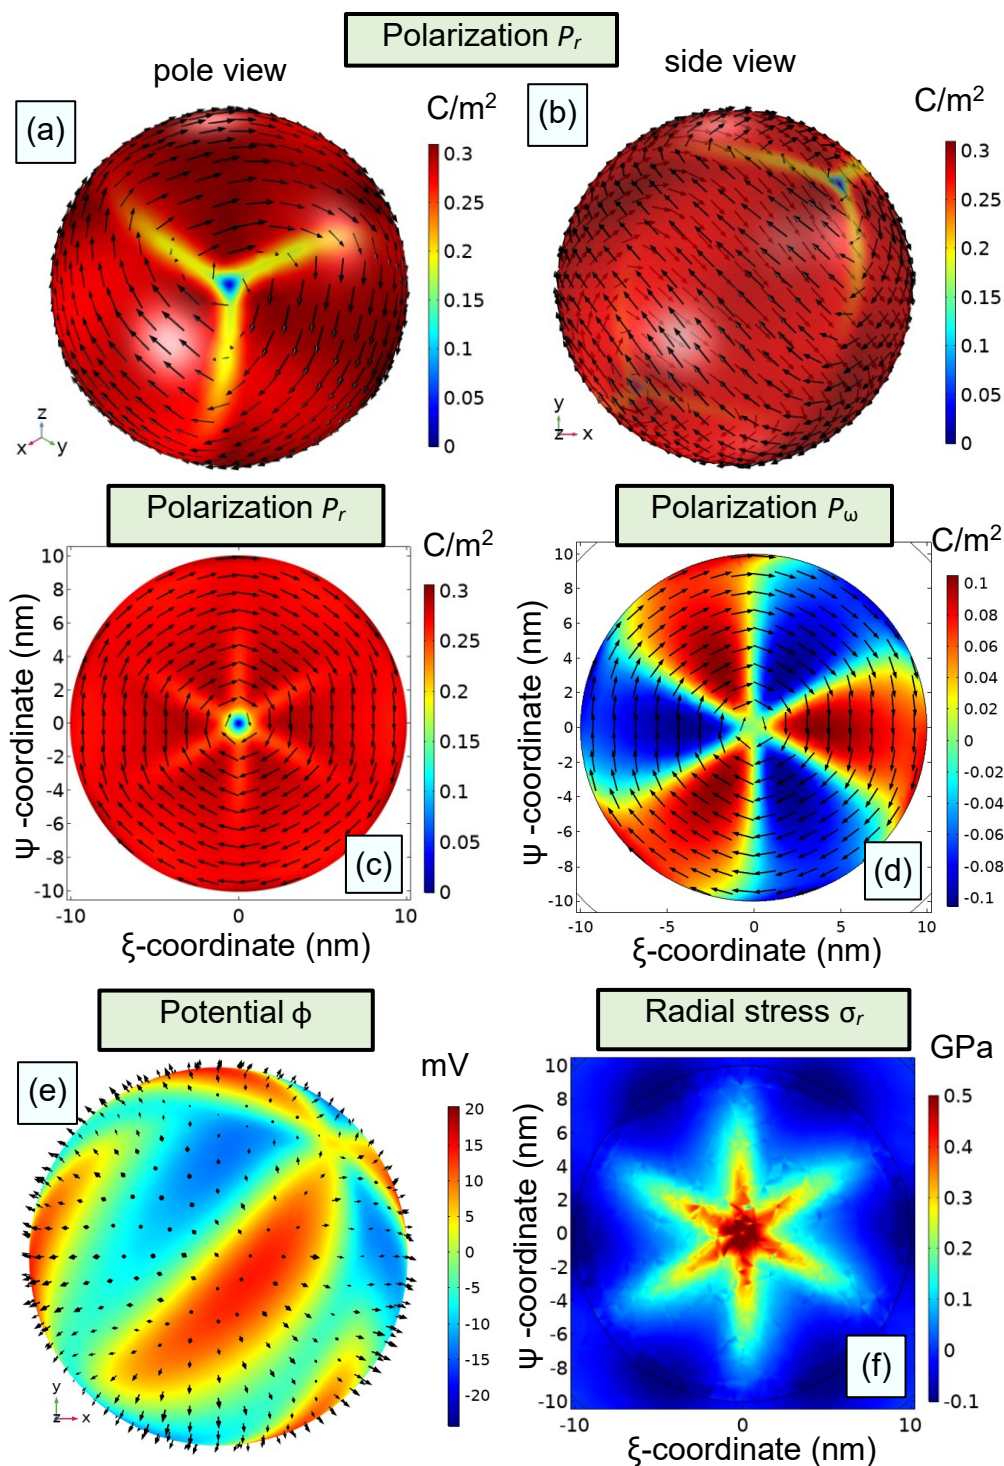 Polarization Pr
pole view
side view
(a)
C/m2
(b)
C/m2
0.3
0.25
0.2
0.15
0.1
0.05
0
0.3
0.25
0.2
0.15
0.1
0.05
0
z
x y
y
z x
Polarization Pr
Polarization Pω
C/m2
C/m2
10
8
6
4
2
0
-2
-4
-6
-8
-10
ψ -coordinate (nm)
0.3
0.25
0.2
0.15
0.1
0.05
0
(c)
-10 0 10
ξ-coordinate (nm)
10
8
6
4
2
0
-2
-4
-6
-8
-10
ψ -coordinate (nm)
0.1
0.08
0.06
0.04
0.02
0
-0.02
-0.04
-0.06
-0.08
-0.1
(d)
-10 -5 0 5 10
ξ-coordinate (nm)
Potential ϕ
Radial stress σr
(e)
mV
20
15
10
5
0
-5
-10
-15
-20
y
z x
GPa
10
8
6
4
2
0
-2
-4
-6
-8
-10
ψ -coordinate (nm)
0.5
0.4
0.3
0.2
0.1
0
-0.1
(f)
-10 0 10
ξ-coordinate (nm)